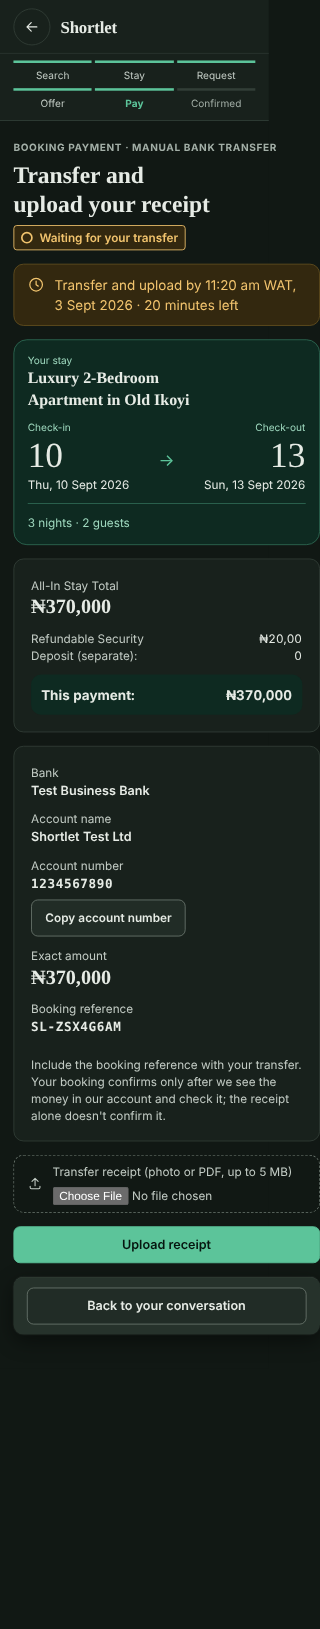 Shortlet
Search Stay Request
Offer Pay Confirmed
BOOKING PAYMENT · MANUAL BANK TRANSFER
Transfer and
upload your receipt
Waiting for your transfer
Transfer and upload by 11:20 am WAT,
3 Sept 2026 · 20 minutes left
Your stay
Luxury 2-Bedroom
Apartment in Old Ikoyi
Check-in Check-out
10 → 13
Thu, 10 Sept 2026 Sun, 13 Sept 2026
3 nights · 2 guests
All-In Stay Total
₦370,000
Refundable Security ₦20,00
Deposit (separate): 0
This payment: ₦370,000
Bank
Test Business Bank
Account name
Shortlet Test Ltd
Account number
1234567890
Copy account number
Exact amount
₦370,000
Booking reference
SL-ZSX4G6AM
Include the booking reference with your transfer.
Your booking confirms only after we see the
money in our account and check it; the receipt
alone doesn't confirm it.
Transfer receipt (photo or PDF, up to 5 MB)
Choose File No file chosen
Upload receipt
Back to your conversation